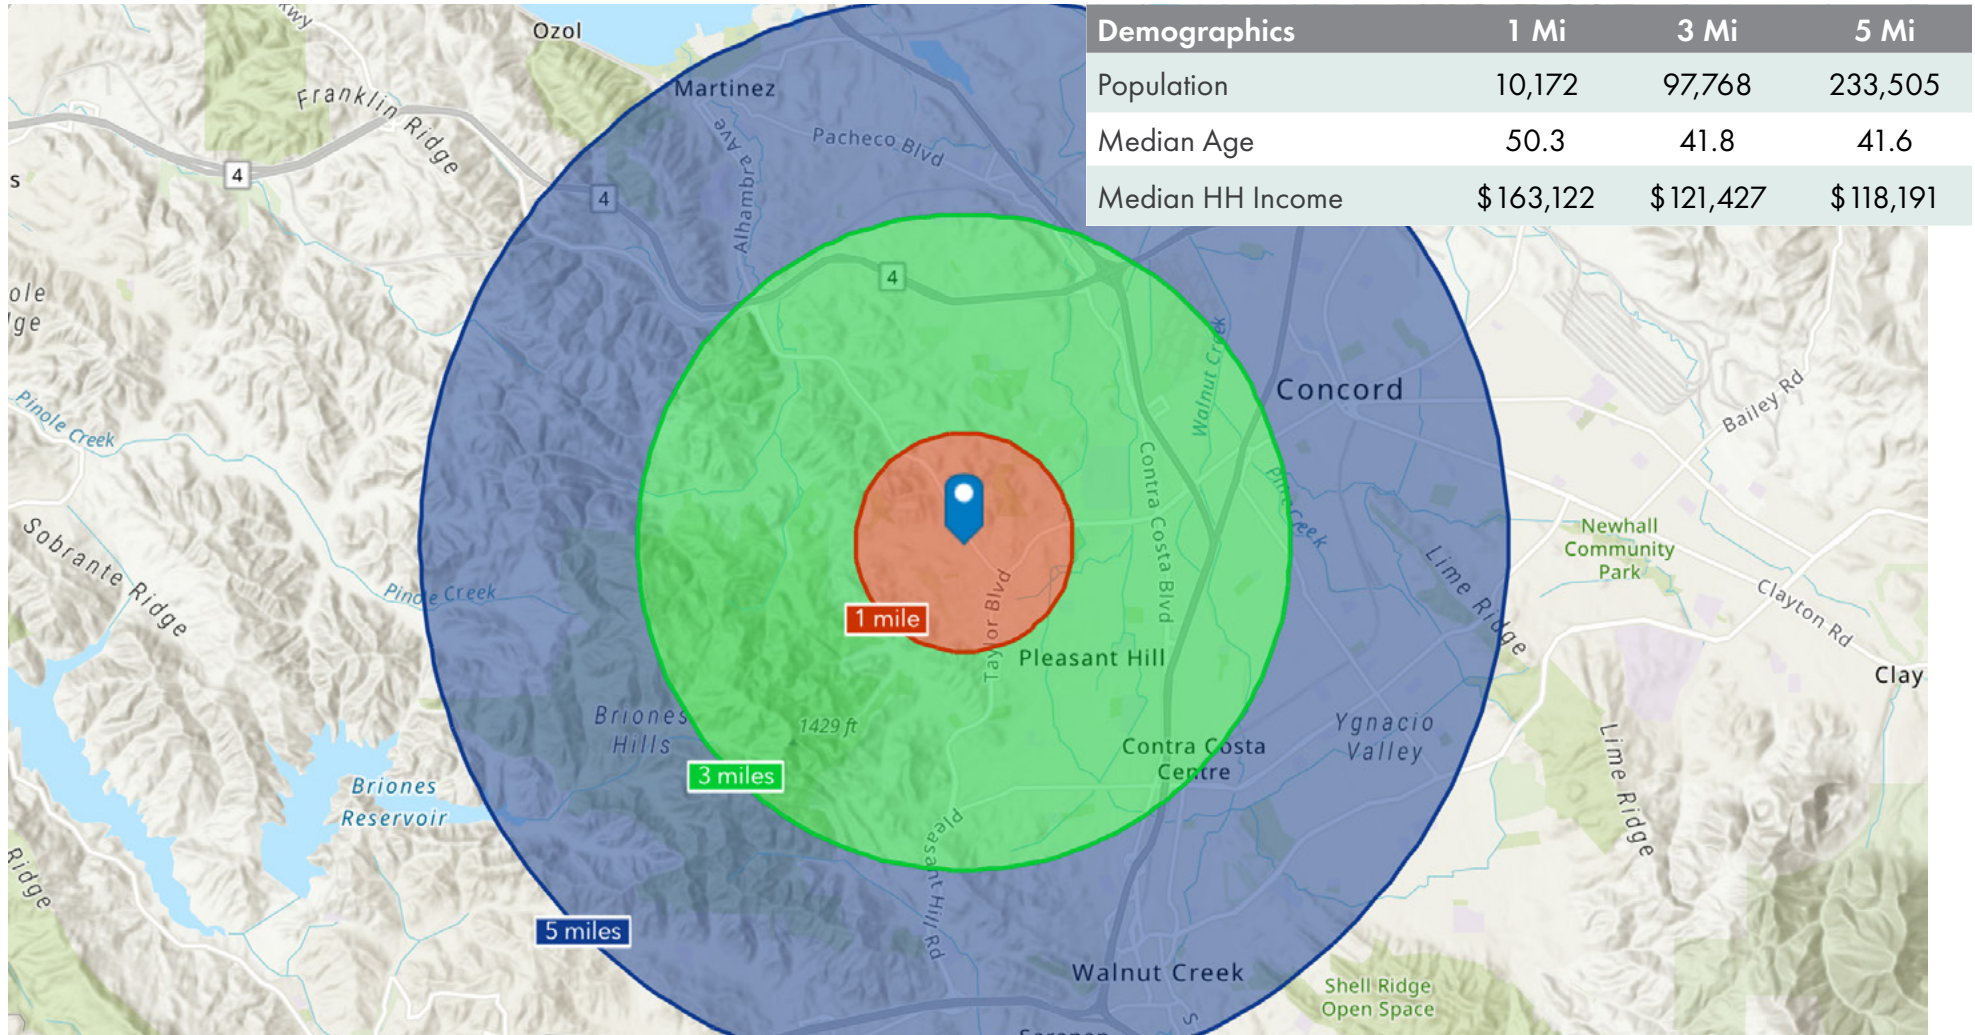 Demographics 1 Mi 3 Mi 5 Mi
Population 10,172 97,768 233,505
Median Age 50.3 41.8 41.6
Median HH Income $163,122 $121,427 $118,191
Ozol
Martinez
Franklin Ridge
Pacheco Blvd
Alhambra Ave
4
4
4
Pinole Creek
Walnut Creek
Concord
Bailey Rd
Contra Costa Blvd
Pine Creek
Newhall
Community
Park
Sobrante Ridge
Pinole Creek
Lime Ridge
Clayton Rd
1 mile
Taylor Blvd
Pleasant Hill
Clay
Briones
Hills
1429 ft
Ygnacio
Valley
Contra Costa
Centre
Lime Ridge
3 miles
Briones
Reservoir
Pleasant Hill Rd
Ridge
5 miles
Walnut Creek
Shell Ridge
Open Space